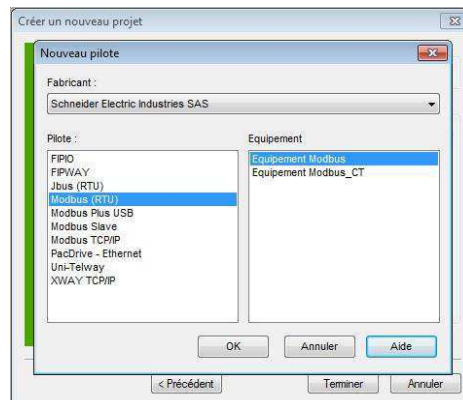 Créer un nouveau projet
Nouveau pilote
Fabricant :
Schneider Electric Industries SAS
Pilote :
FIPIO
FIPWAY
Jbus (RTU)
Modbus (RTU)
Modbus Plus USB
Modbus Slave
Modbus TCP/IP
PacDrive - Ethernet
Uni-Telway
XWAY TCP/IP
Equipement
Equipement Modbus
Equipement Modbus_CT
OK
Annuler
Aide
< Précédent
Terminer
Annuler